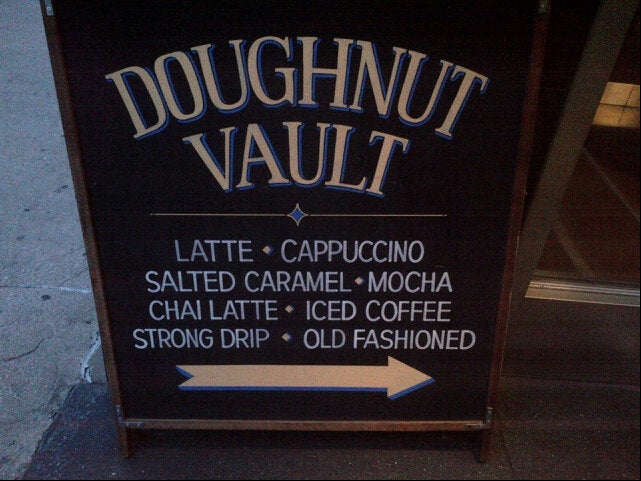 DOUGHNUT
VAULT
LATTE • CAPPUCCINO
SALTED CARAMEL • MOCHA
CHAI LATTE • ICED COFFEE
STRONG DRIP • OLD FASHIONED